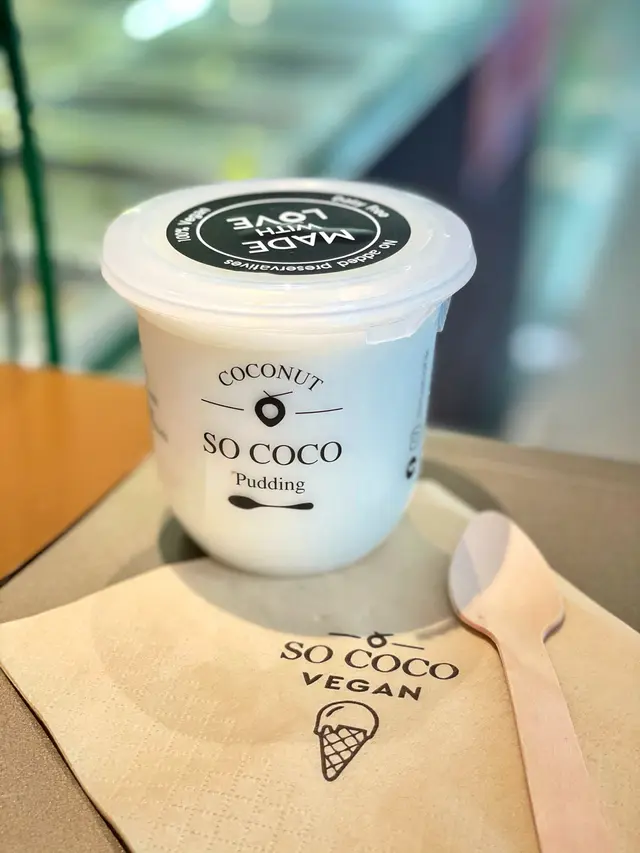 100% Vegan
Dairy free
MADE
WITH
LOVE
No added preservatives
COCONUT
SO COCO
Pudding
SO COCO
VEGAN